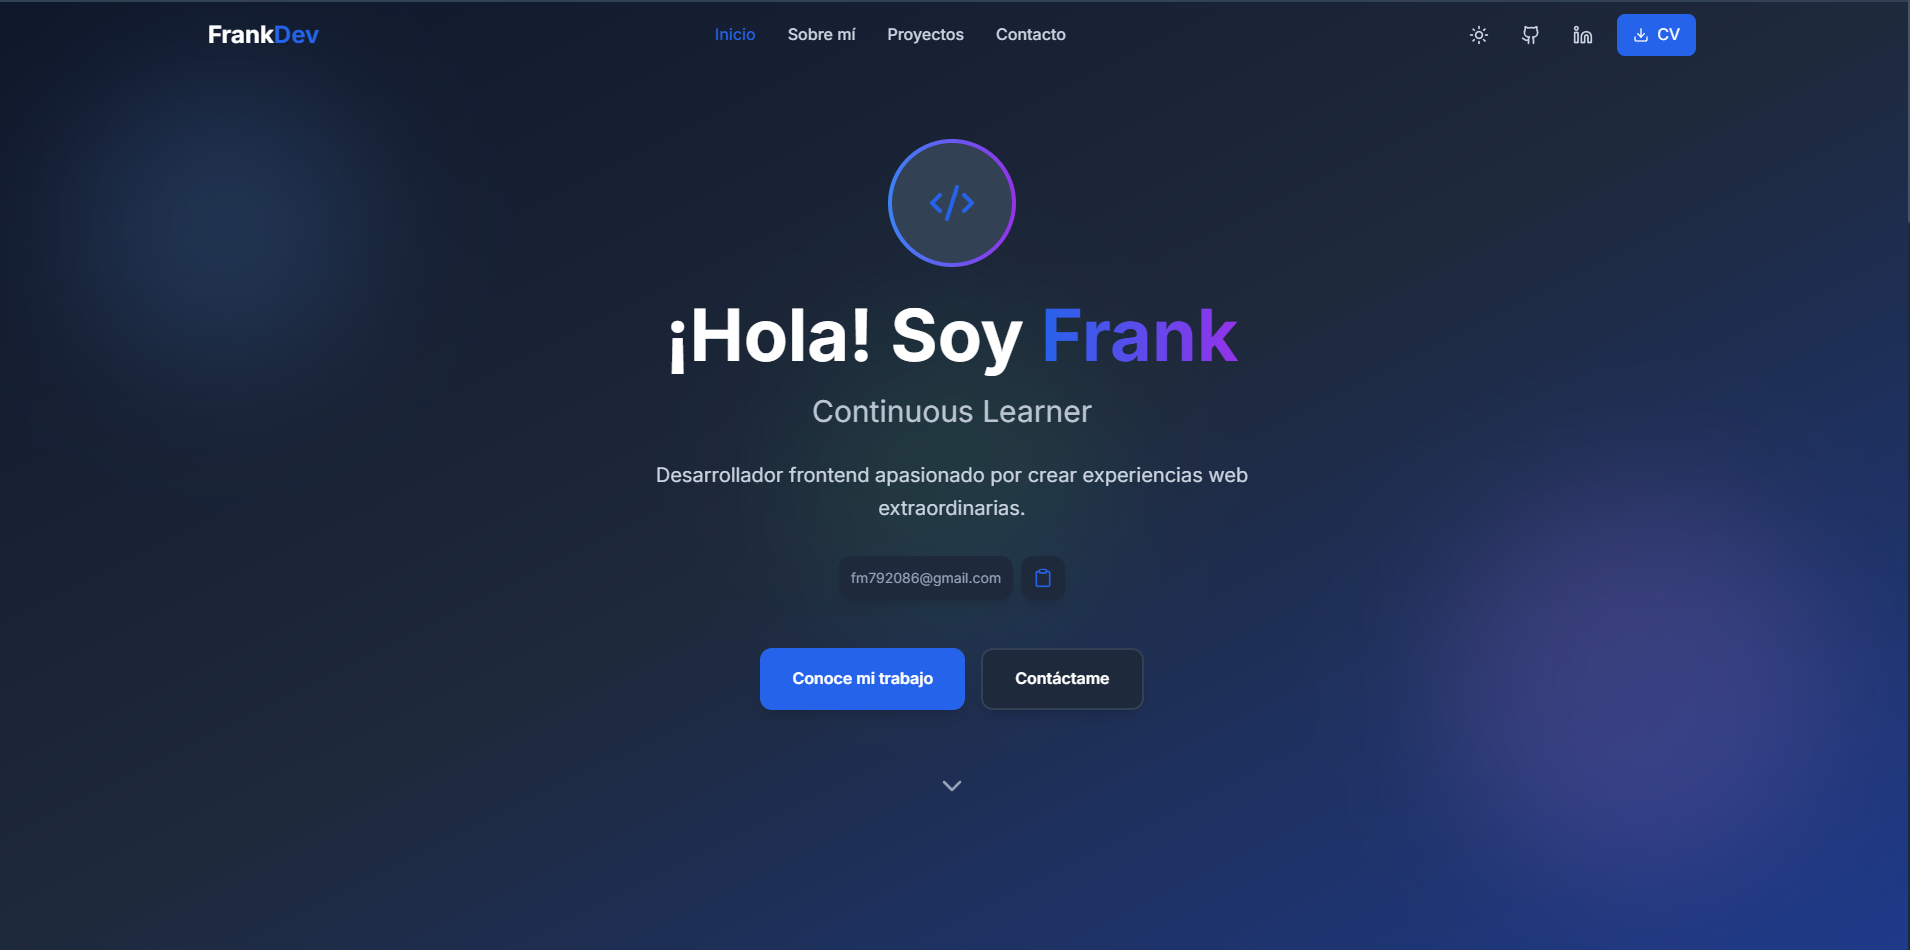 FrankDev
Inicio Sobre mí Proyectos Contacto
CV
</>
¡Hola! Soy Frank
Continuous Learner
Desarrollador frontend apasionado por crear experiencias web
extraordinarias.
fm792086@gmail.com
Conoce mi trabajo Contáctame